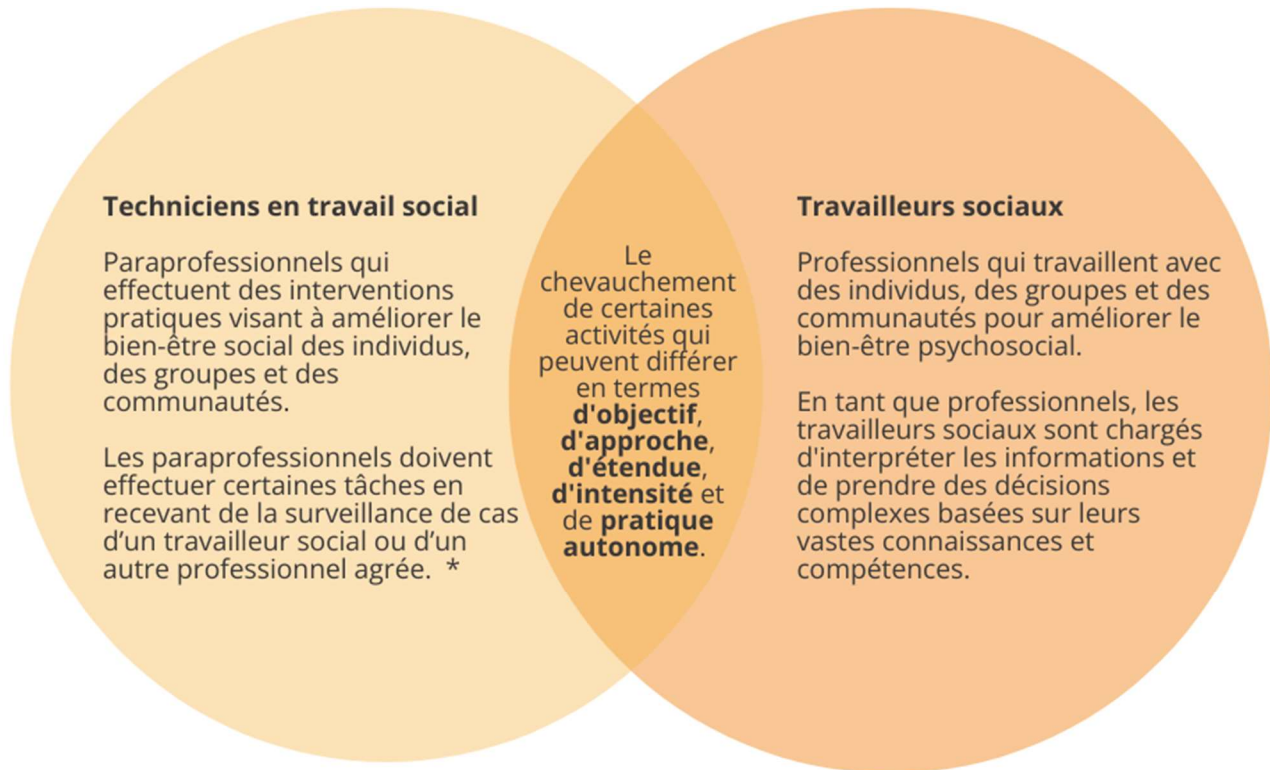 Techniciens en travail social
Paraprofessionnels qui
effectuent des interventions
pratiques visant à améliorer le
bien-être social des individus,
des groupes et des
communautés.
Les paraprofessionnels doivent
effectuer certaines tâches en
recevant de la surveillance de cas
d’un travailleur social ou d’un
autre professionnel agrée. *
Le
chevauchement
de certaines
activités qui
peuvent différer
en termes
d'objectif,
d'approche,
d'étendue,
d'intensité et
de pratique
autonome.
Travailleurs sociaux
Professionnels qui travaillent avec
des individus, des groupes et des
communautés pour améliorer le
bien-être psychosocial.
En tant que professionnels, les
travailleurs sociaux sont chargés
d'interpréter les informations et
de prendre des décisions
complexes basées sur leurs
vastes connaissances et
compétences.